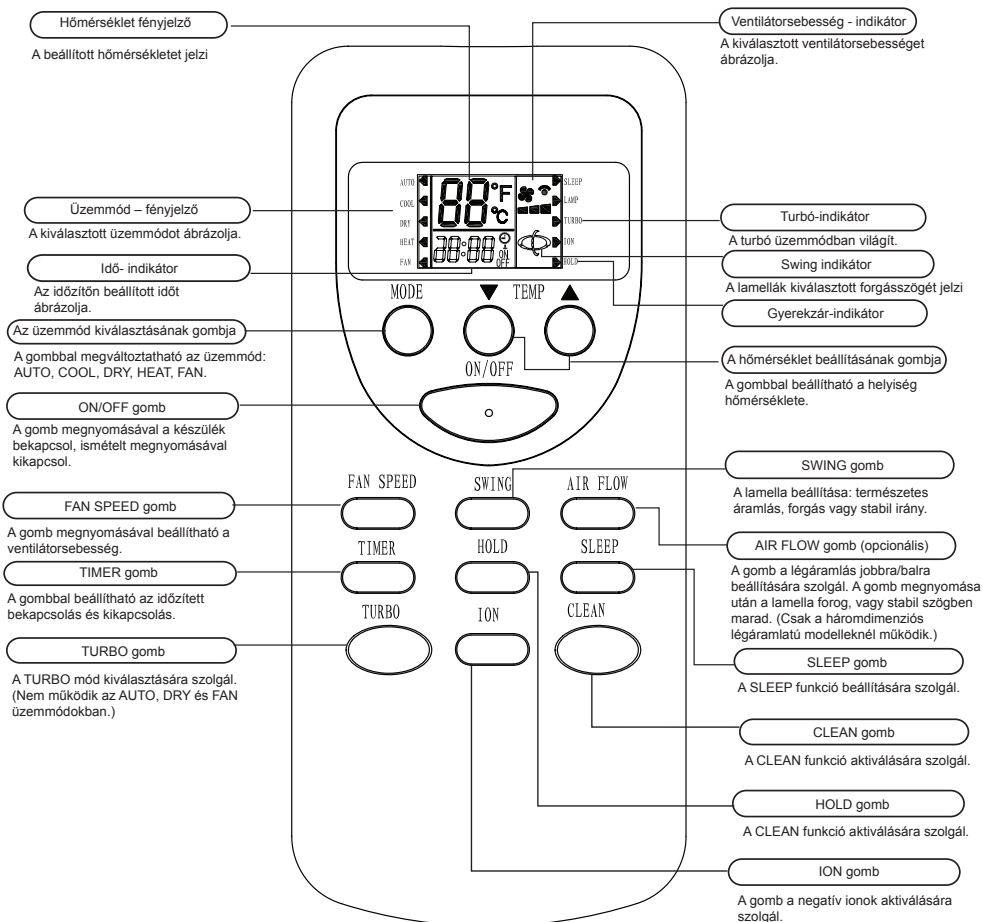 Hőmérséklet fényjelző
A beállított hőmérsékletet jelzi
Üzemmód – fényjelző
A kiválasztott üzemmódot ábrázolja.
Idő- indikátor
Az időzítőn beállított időt
ábrázolja.
Az üzemmód kiválasztásának gombja
A gombbal megváltoztatható az üzemmód:
AUTO, COOL, DRY, HEAT, FAN.
ON/OFF gomb
A gomb megnyomásával a készülék
bekapcsol, ismételt megnyomásával
kikapcsol.
FAN SPEED gomb
A gomb megnyomásával beállítható a
ventilátorsebesség.
TIMER gomb
A gombbal beállítható az időzített
bekapcsolás és kikapcsolás.
TURBO gomb
A TURBO mód kiválasztására szolgál.
(Nem működik az AUTO, DRY és FAN
üzemmódokban.)
AUTO
COOL
DRY
HEAT
FAN
88°F
°C
88:88
ON
OFF
SLEEP
LAMP
TURBO
ION
HOLD
MODE ▼ TEMP ▲
ON/OFF
FAN SPEED SWING AIR FLOW
TIMER HOLD SLEEP
TURBO ION CLEAN
Ventilátorsebesség - indikátor
A kiválasztott ventilátorsebességet
ábrázolja.
Turbó-indikátor
A turbó üzemmódban világít.
Swing indikátor
A lamellák kiválasztott forgásszögét jelzi
Gyerekzár-indikátor
A hőmérséklet beállításának gombja
A gombbal beállítható a helyiség
hőmérséklete.
SWING gomb
A lamella beállítása: természetes
áramlás, forgás vagy stabil irány.
AIR FLOW gomb (opcionális)
A gomb a légáramlás jobbra/balra
beállítására szolgál. A gomb megnyomása
után a lamella forog, vagy stabil szögben
marad. (Csak a háromdimenziós
légáramlatú modelleknél működik.)
SLEEP gomb
A SLEEP funkció beállítására szolgál.
CLEAN gomb
A CLEAN funkció aktiválására szolgál.
HOLD gomb
A CLEAN funkció aktiválására szolgál.
ION gomb
A gomb a negatív ionok aktiválására
szolgál.